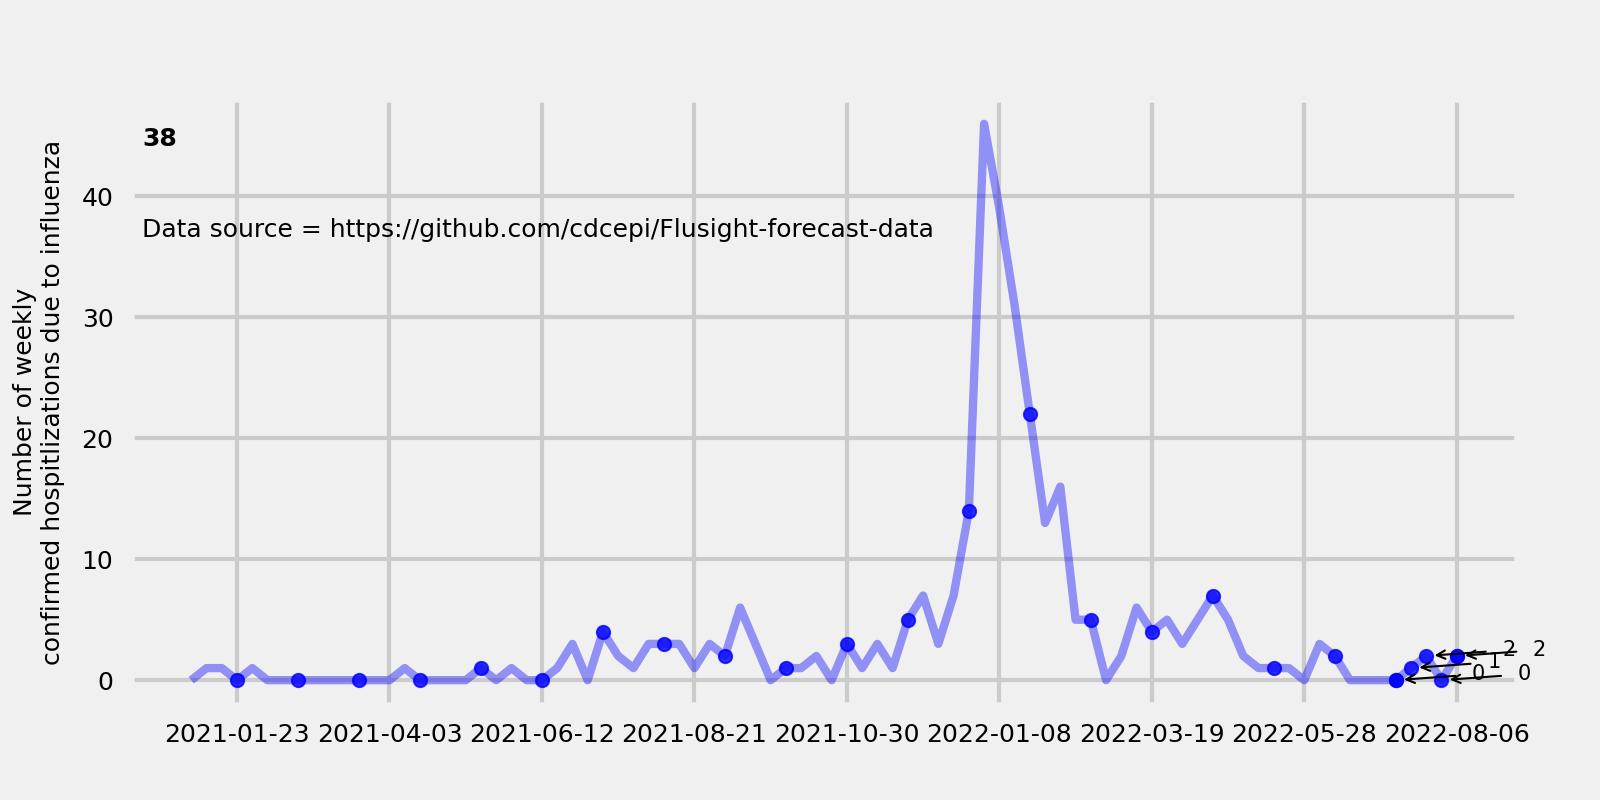 38
Data source = https://github.com/cdcepi/Flusight-forecast-data
Number of weekly
confirmed hospitlizations due to influenza
40
30
20
10
0
2 2
1
0 0
2021-01-23 2021-04-03 2021-06-12 2021-08-21 2021-10-30 2022-01-08 2022-03-19 2022-05-28 2022-08-06